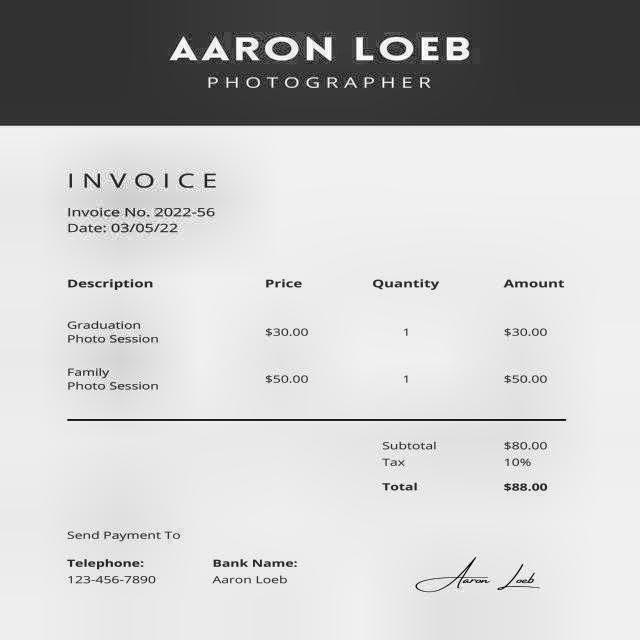 AARON LOEB
PHOTOGRAPHER
INVOICE
Invoice No. 2022-56
Date: 03/05/22
Description Price Quantity Amount
Graduation
Photo Session $30.00 1 $30.00
Family
Photo Session $50.00 1 $50.00
Subtotal $80.00
Tax 10%
Total $88.00
Send Payment To
Telephone: Bank Name:
123-456-7890 Aaron Loeb
Aaron Loeb